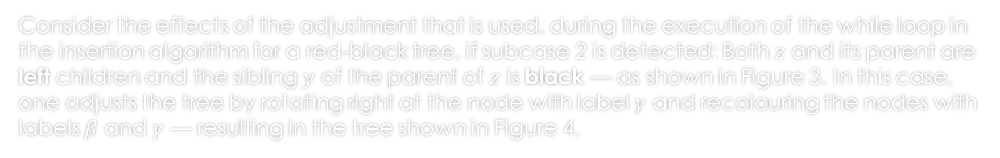 Consider the effects of the adjustment that is used, during the execution of the while loop in
the insertion algorithm for a red-black tree, if subcase 2 is detected: Both z and its parent are
left children and the sibling y of the parent of z is black — as shown in Figure 3. In this case,
one adjusts the tree by rotating right at the node with label γ and recolouring the nodes with
labels β and γ — resulting in the tree shown in Figure 4.